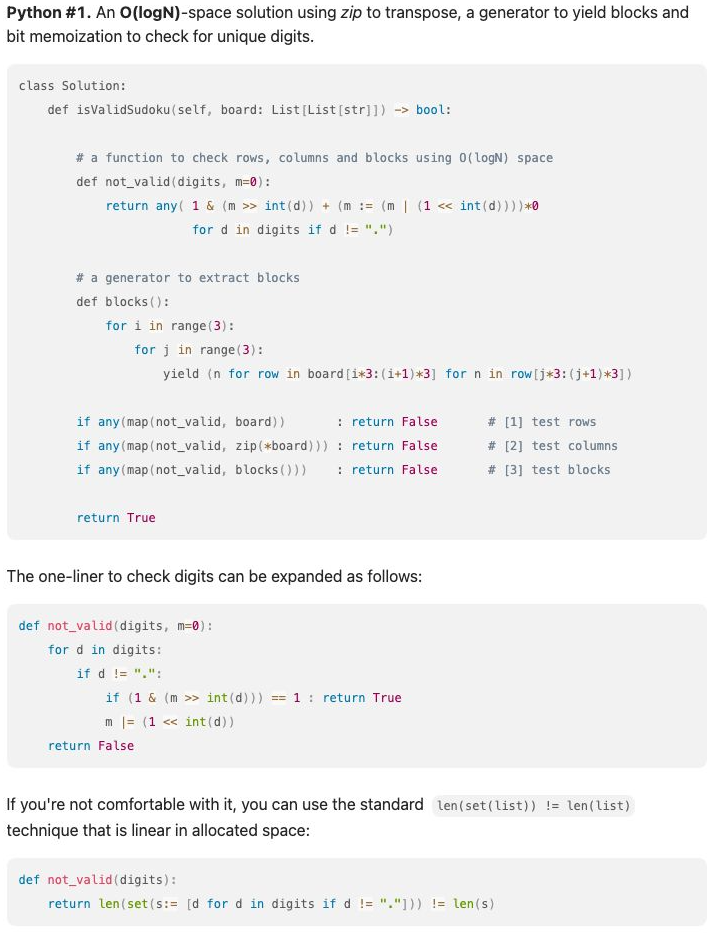 Python #1. An O(logN)-space solution using zip to transpose, a generator to yield blocks and
bit memoization to check for unique digits.
class Solution:
    def isValidSudoku(self, board: List[List[str]]) -> bool:
        # a function to check rows, columns and blocks using O(logN) space
        def not_valid(digits, m=0):
            return any( 1 & (m >> int(d)) + (m := (m | (1 << int(d))))*0
                        for d in digits if d != ".")
        # a generator to extract blocks
        def blocks():
            for i in range(3):
                for j in range(3):
                    yield (n for row in board[i*3:(i+1)*3] for n in row[j*3:(j+1)*3])
        if any(map(not_valid, board))       : return False       # [1] test rows
        if any(map(not_valid, zip(*board))) : return False       # [2] test columns
        if any(map(not_valid, blocks()))    : return False       # [3] test blocks
        return True
The one-liner to check digits can be expanded as follows:
def not_valid(digits, m=0):
    for d in digits:
        if d != ".":
            if (1 & (m >> int(d))) == 1 : return True
            m |= (1 << int(d))
    return False
If you're not comfortable with it, you can use the standard len(set(list)) != len(list)
technique that is linear in allocated space:
def not_valid(digits):
    return len(set(s:= [d for d in digits if d != "."])) != len(s)